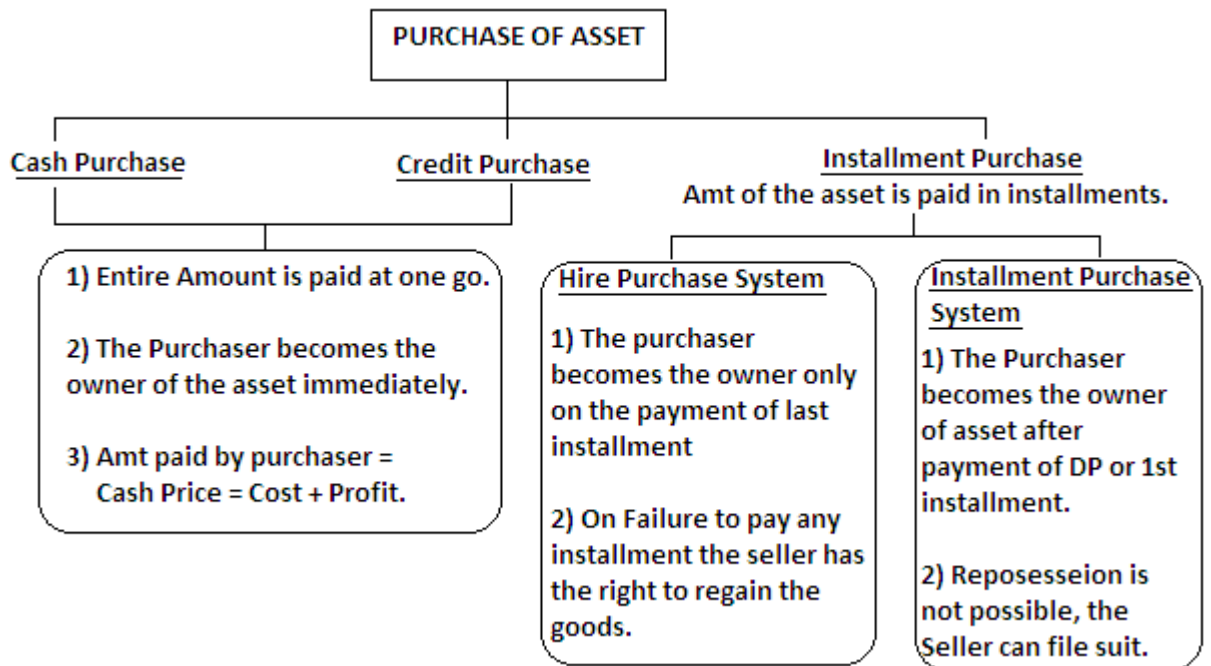 PURCHASE OF ASSET
Cash Purchase
Credit Purchase
Installment Purchase
Amt of the asset is paid in installments.
1) Entire Amount is paid at one go.
2) The Purchaser becomes the
owner of the asset immediately.
3) Amt paid by purchaser =
Cash Price = Cost + Profit.
Hire Purchase System
1) The purchaser
becomes the owner only
on the payment of last
installment
2) On Failure to pay any
installment the seller has
the right to regain the
goods.
Installment Purchase
System
1) The Purchaser
becomes the owner
of asset after
payment of DP or 1st
installment.
2) Reposesseion is
not possible, the
Seller can file suit.